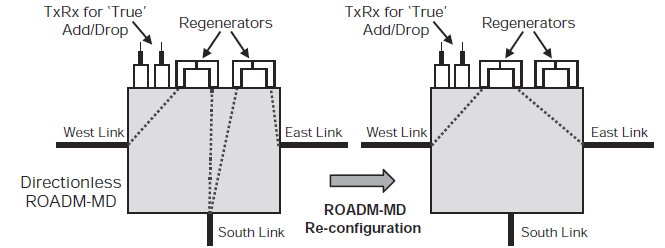 TxRx for ‘True’
Add/Drop
Regenerators
West Link
East Link
Directionless
ROADM-MD
South Link
ROADM-MD
Re-configuration
TxRx for ‘True’
Add/Drop
Regenerators
West Link
East Link
South Link